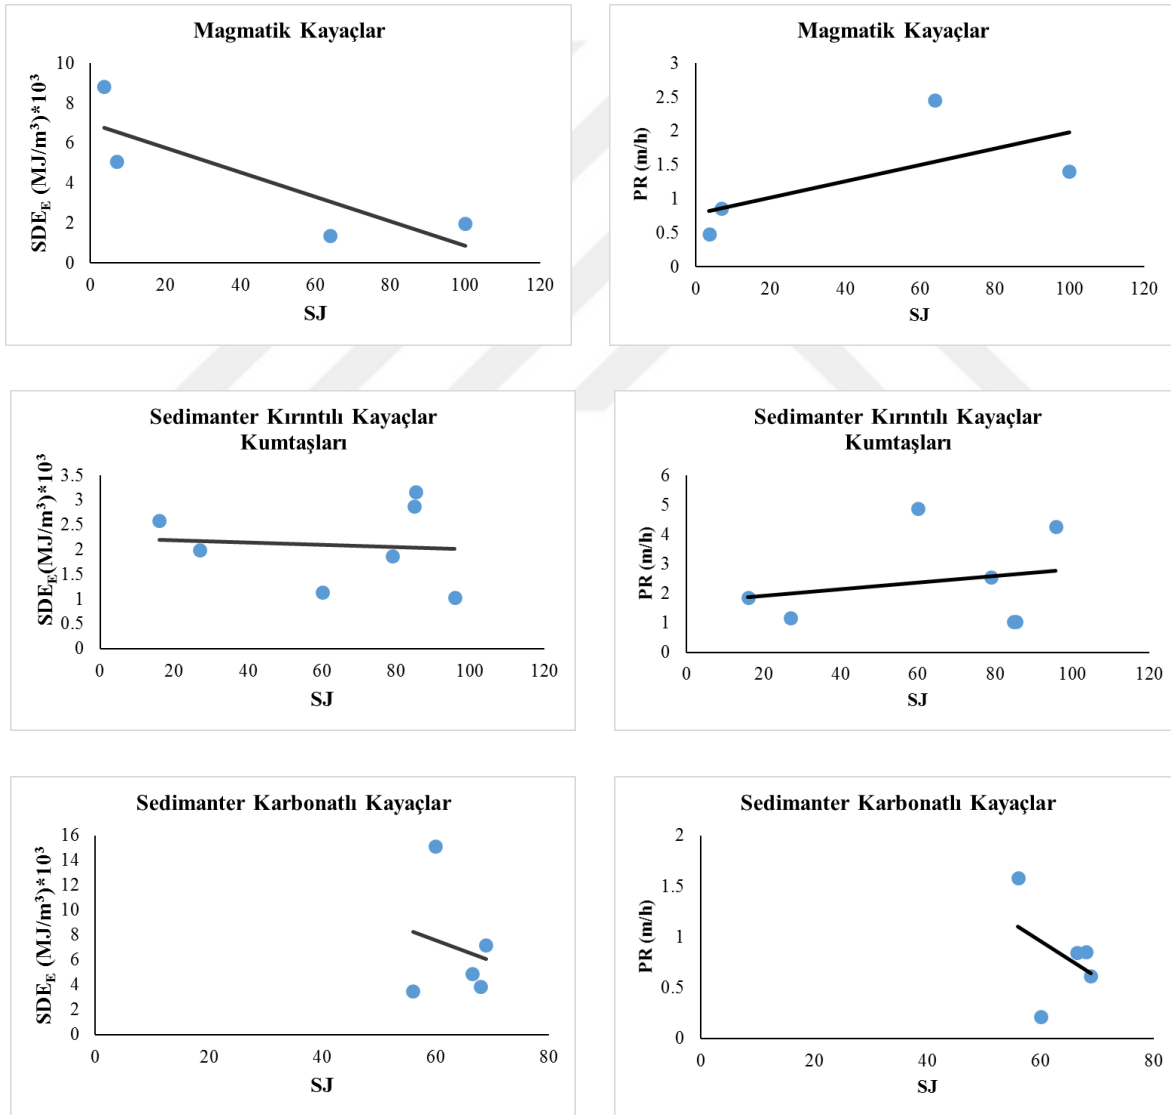 Magmatik Kayaçlar
SDE_E (MJ/m³)*10³
10
8
6
4
2
0
0 20 40 60 80 100 120
SJ
Magmatik Kayaçlar
PR (m/h)
3
2.5
2
1.5
1
0.5
0
0 20 40 60 80 100 120
SJ
Sedimanter Kırıntılı Kayaçlar
Kumtaşları
SDE_E(MJ/m³)*10³
3.5
3
2.5
2
1.5
1
0.5
0
0 20 40 60 80 100 120
SJ
Sedimanter Kırıntılı Kayaçlar
Kumtaşları
PR (m/h)
6
5
4
3
2
1
0
0 20 40 60 80 100 120
SJ
Sedimanter Karbonatlı Kayaçlar
SDE_E (MJ/m³)*10³
16
14
12
10
8
6
4
2
0
0 20 40 60 80
SJ
Sedimanter Karbonatlı Kayaçlar
PR (m/h)
2
1.5
1
0.5
0
0 20 40 60 80
SJ